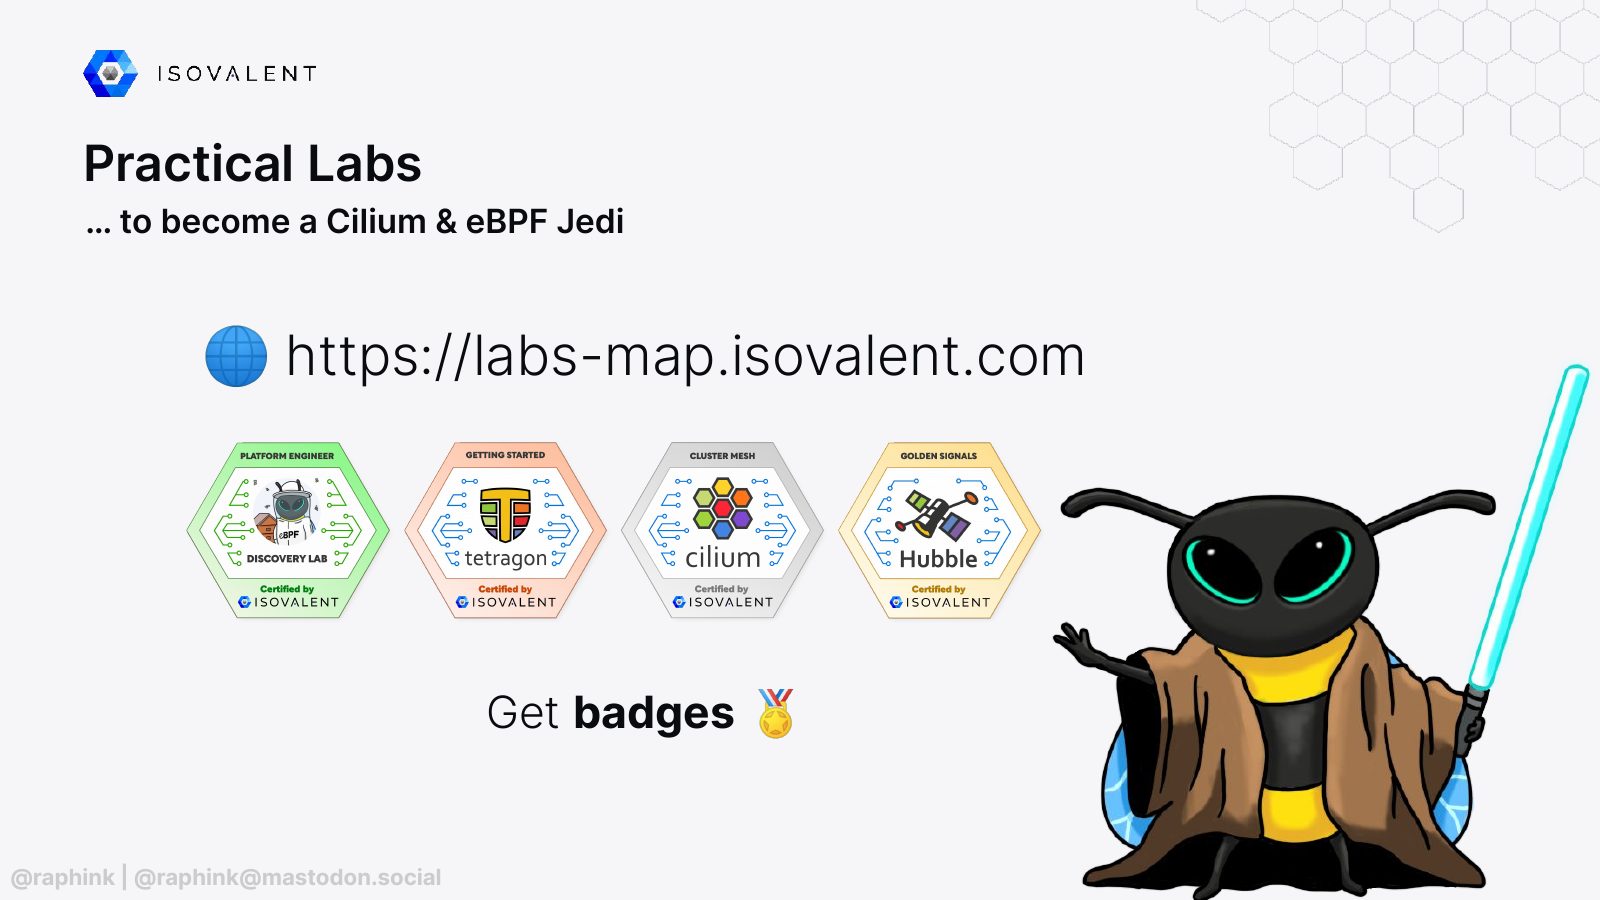 ISOVALENT
Practical Labs
... to become a Cilium & eBPF Jedi
https://labs-map.isovalent.com
PLATFORM ENGINEER
eBPF
DISCOVERY LAB
Certified by
ISOVALENT
GETTING STARTED
tetragon
Certified by
ISOVALENT
CLUSTER MESH
cilium
Certified by
ISOVALENT
GOLDEN SIGNALS
Hubble
Certified by
ISOVALENT
Get badges
@raphink | @raphink@mastodon.social